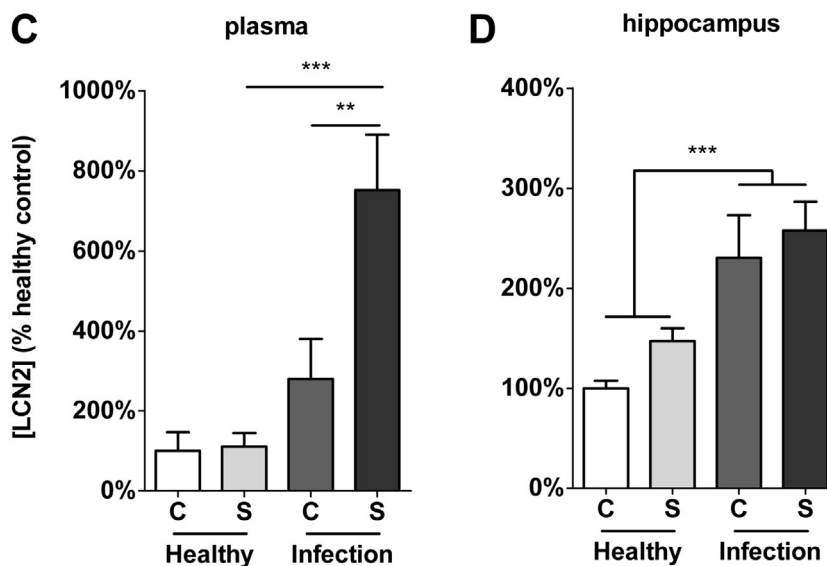 C
plasma
[LCN2] (% healthy control)
1000%
800%
600%
400%
200%
0%
***
**
C S C S
Healthy Infection
D
hippocampus
400%
300%
200%
100%
0%
***
C S C S
Healthy Infection